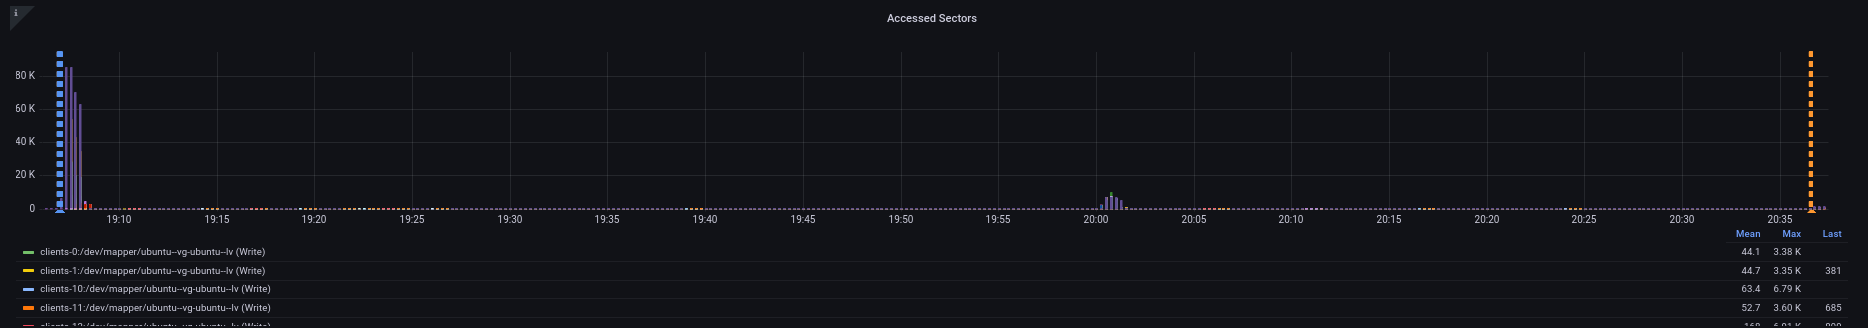 i
Accessed Sectors
80 K
60 K
40 K
20 K
0
19:10 19:15 19:20 19:25 19:30 19:35 19:40 19:45 19:50 19:55 20:00 20:05 20:10 20:15 20:20 20:25 20:30 20:35
Mean Max Last
clients-0:/dev/mapper/ubuntu--vg-ubuntu--lv (Write) 44.1 3.38 K
clients-1:/dev/mapper/ubuntu--vg-ubuntu--lv (Write) 44.7 3.35 K 381
clients-10:/dev/mapper/ubuntu--vg-ubuntu--lv (Write) 63.4 6.79 K
clients-11:/dev/mapper/ubuntu--vg-ubuntu--lv (Write) 52.7 3.60 K 685